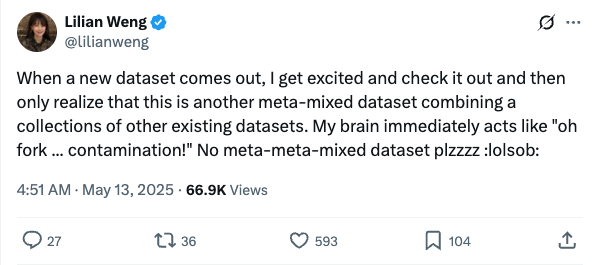 Lilian Weng
@lilianweng
When a new dataset comes out, I get excited and check it out and then
only realize that this is another meta-mixed dataset combining a
collections of other existing datasets. My brain immediately acts like "oh
fork ... contamination!" No meta-meta-mixed dataset plzzzz :lolsob:
4:51 AM · May 13, 2025 · 66.9K Views
27 36 593 104